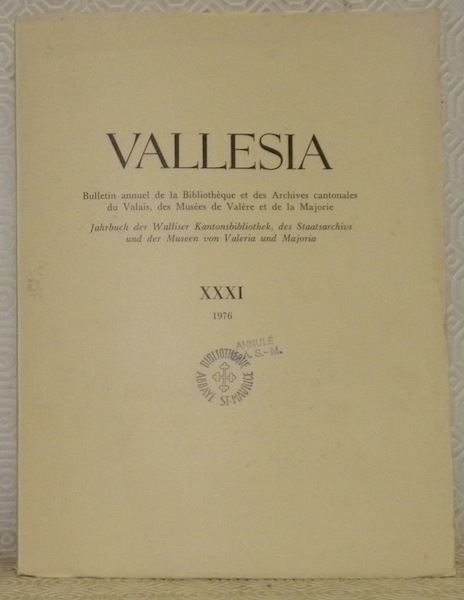 VALLESIA
Bulletin annuel de la Bibliothèque et des Archives cantonales
du Valais, des Musées de Valère et de la Majorie
Jahrbuch der Walliser Kantonsbibliothek, des Staatsarchivs
und der Museen von Valeria und Majoria
XXXI
1976
ANNULÉ
A. S.-M.
BIBLIOTHÈQUE
ABBAYE ST-MAURICE